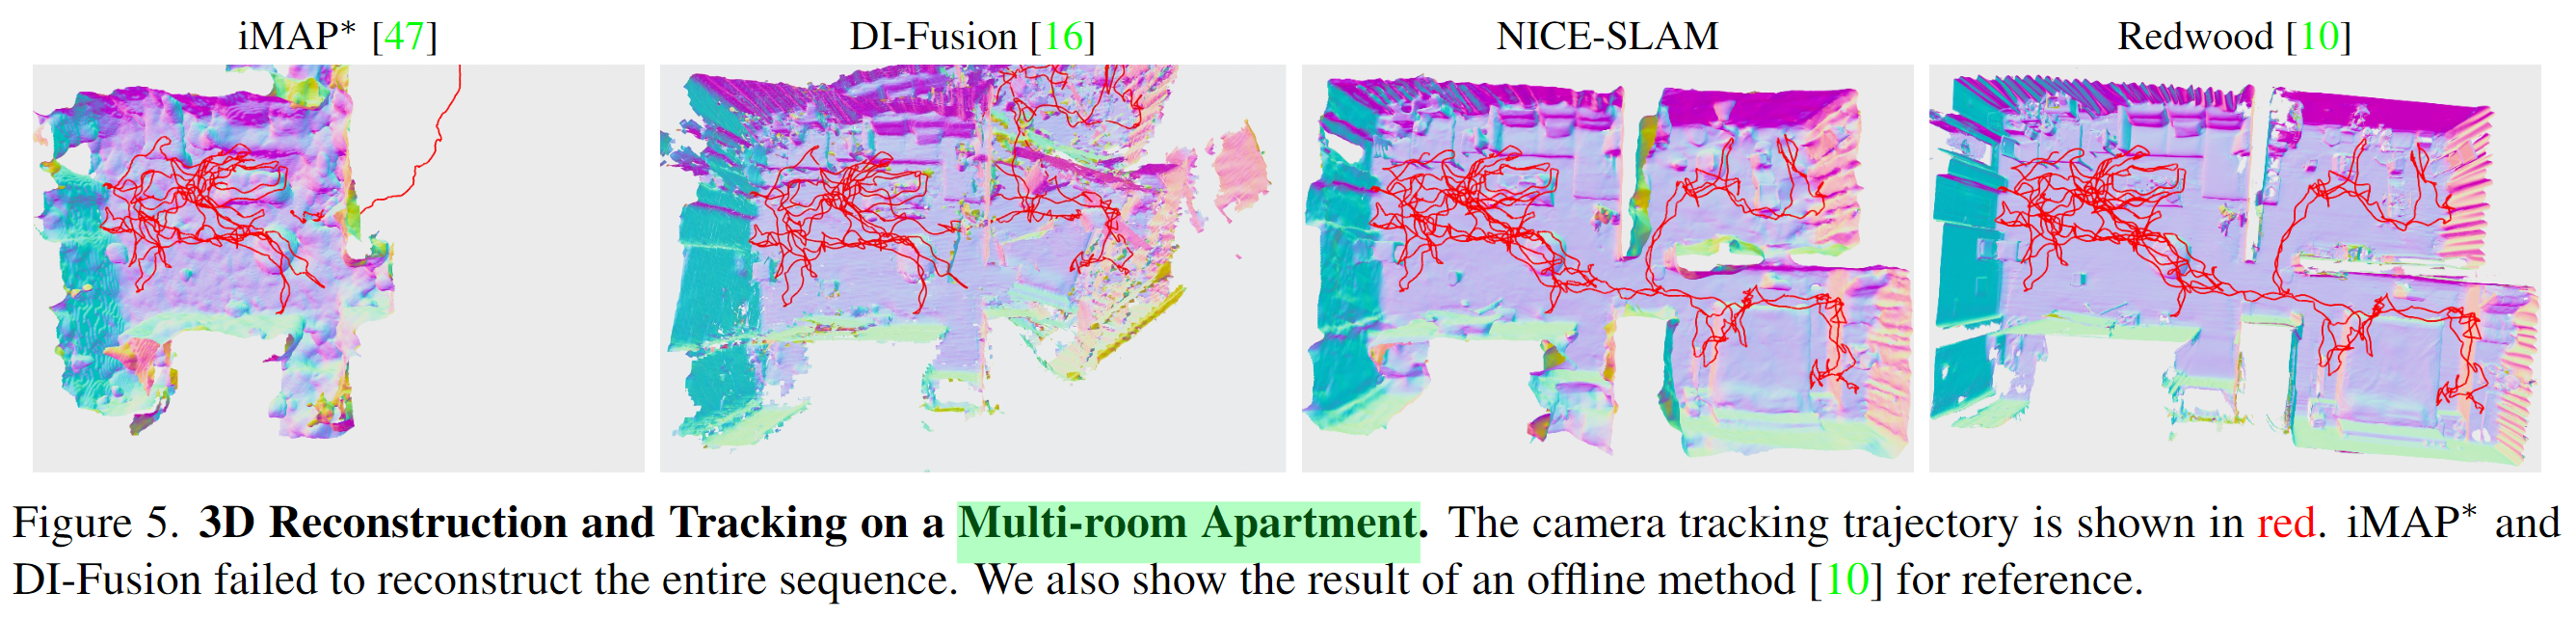 iMAP* [47] DI-Fusion [16] NICE-SLAM Redwood [10]
Figure 5. 3D Reconstruction and Tracking on a Multi-room Apartment. The camera tracking trajectory is shown in red. iMAP* and
DI-Fusion failed to reconstruct the entire sequence. We also show the result of an offline method [10] for reference.